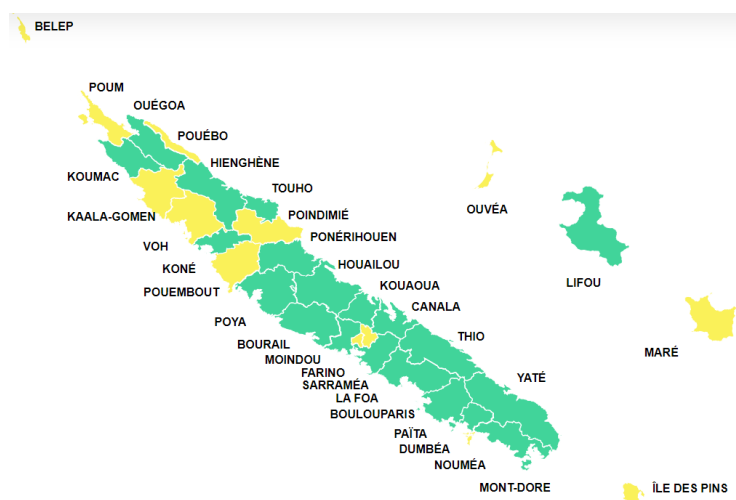 BELEP
POUM
OUÉGOA
POUÉBO
HIENGHÈNE
KOUMAC
TOUHO
KAALA-GOMEN
POINDIMIÉ
OUVÉA
PONÉRIHOUEN
VOH
HOUAILOU
KONÉ
KOUAOUA
LIFOU
POUEMBOUT
CANALA
POYA
THIO
BOURAIL
MARÉ
MOINDOU
FARINO
SARRAMÉA
YATÉ
LA FOA
BOULOUPARIS
PAÏTA
DUMBÉA
NOUMÉA
MONT-DORE
ÎLE DES PINS